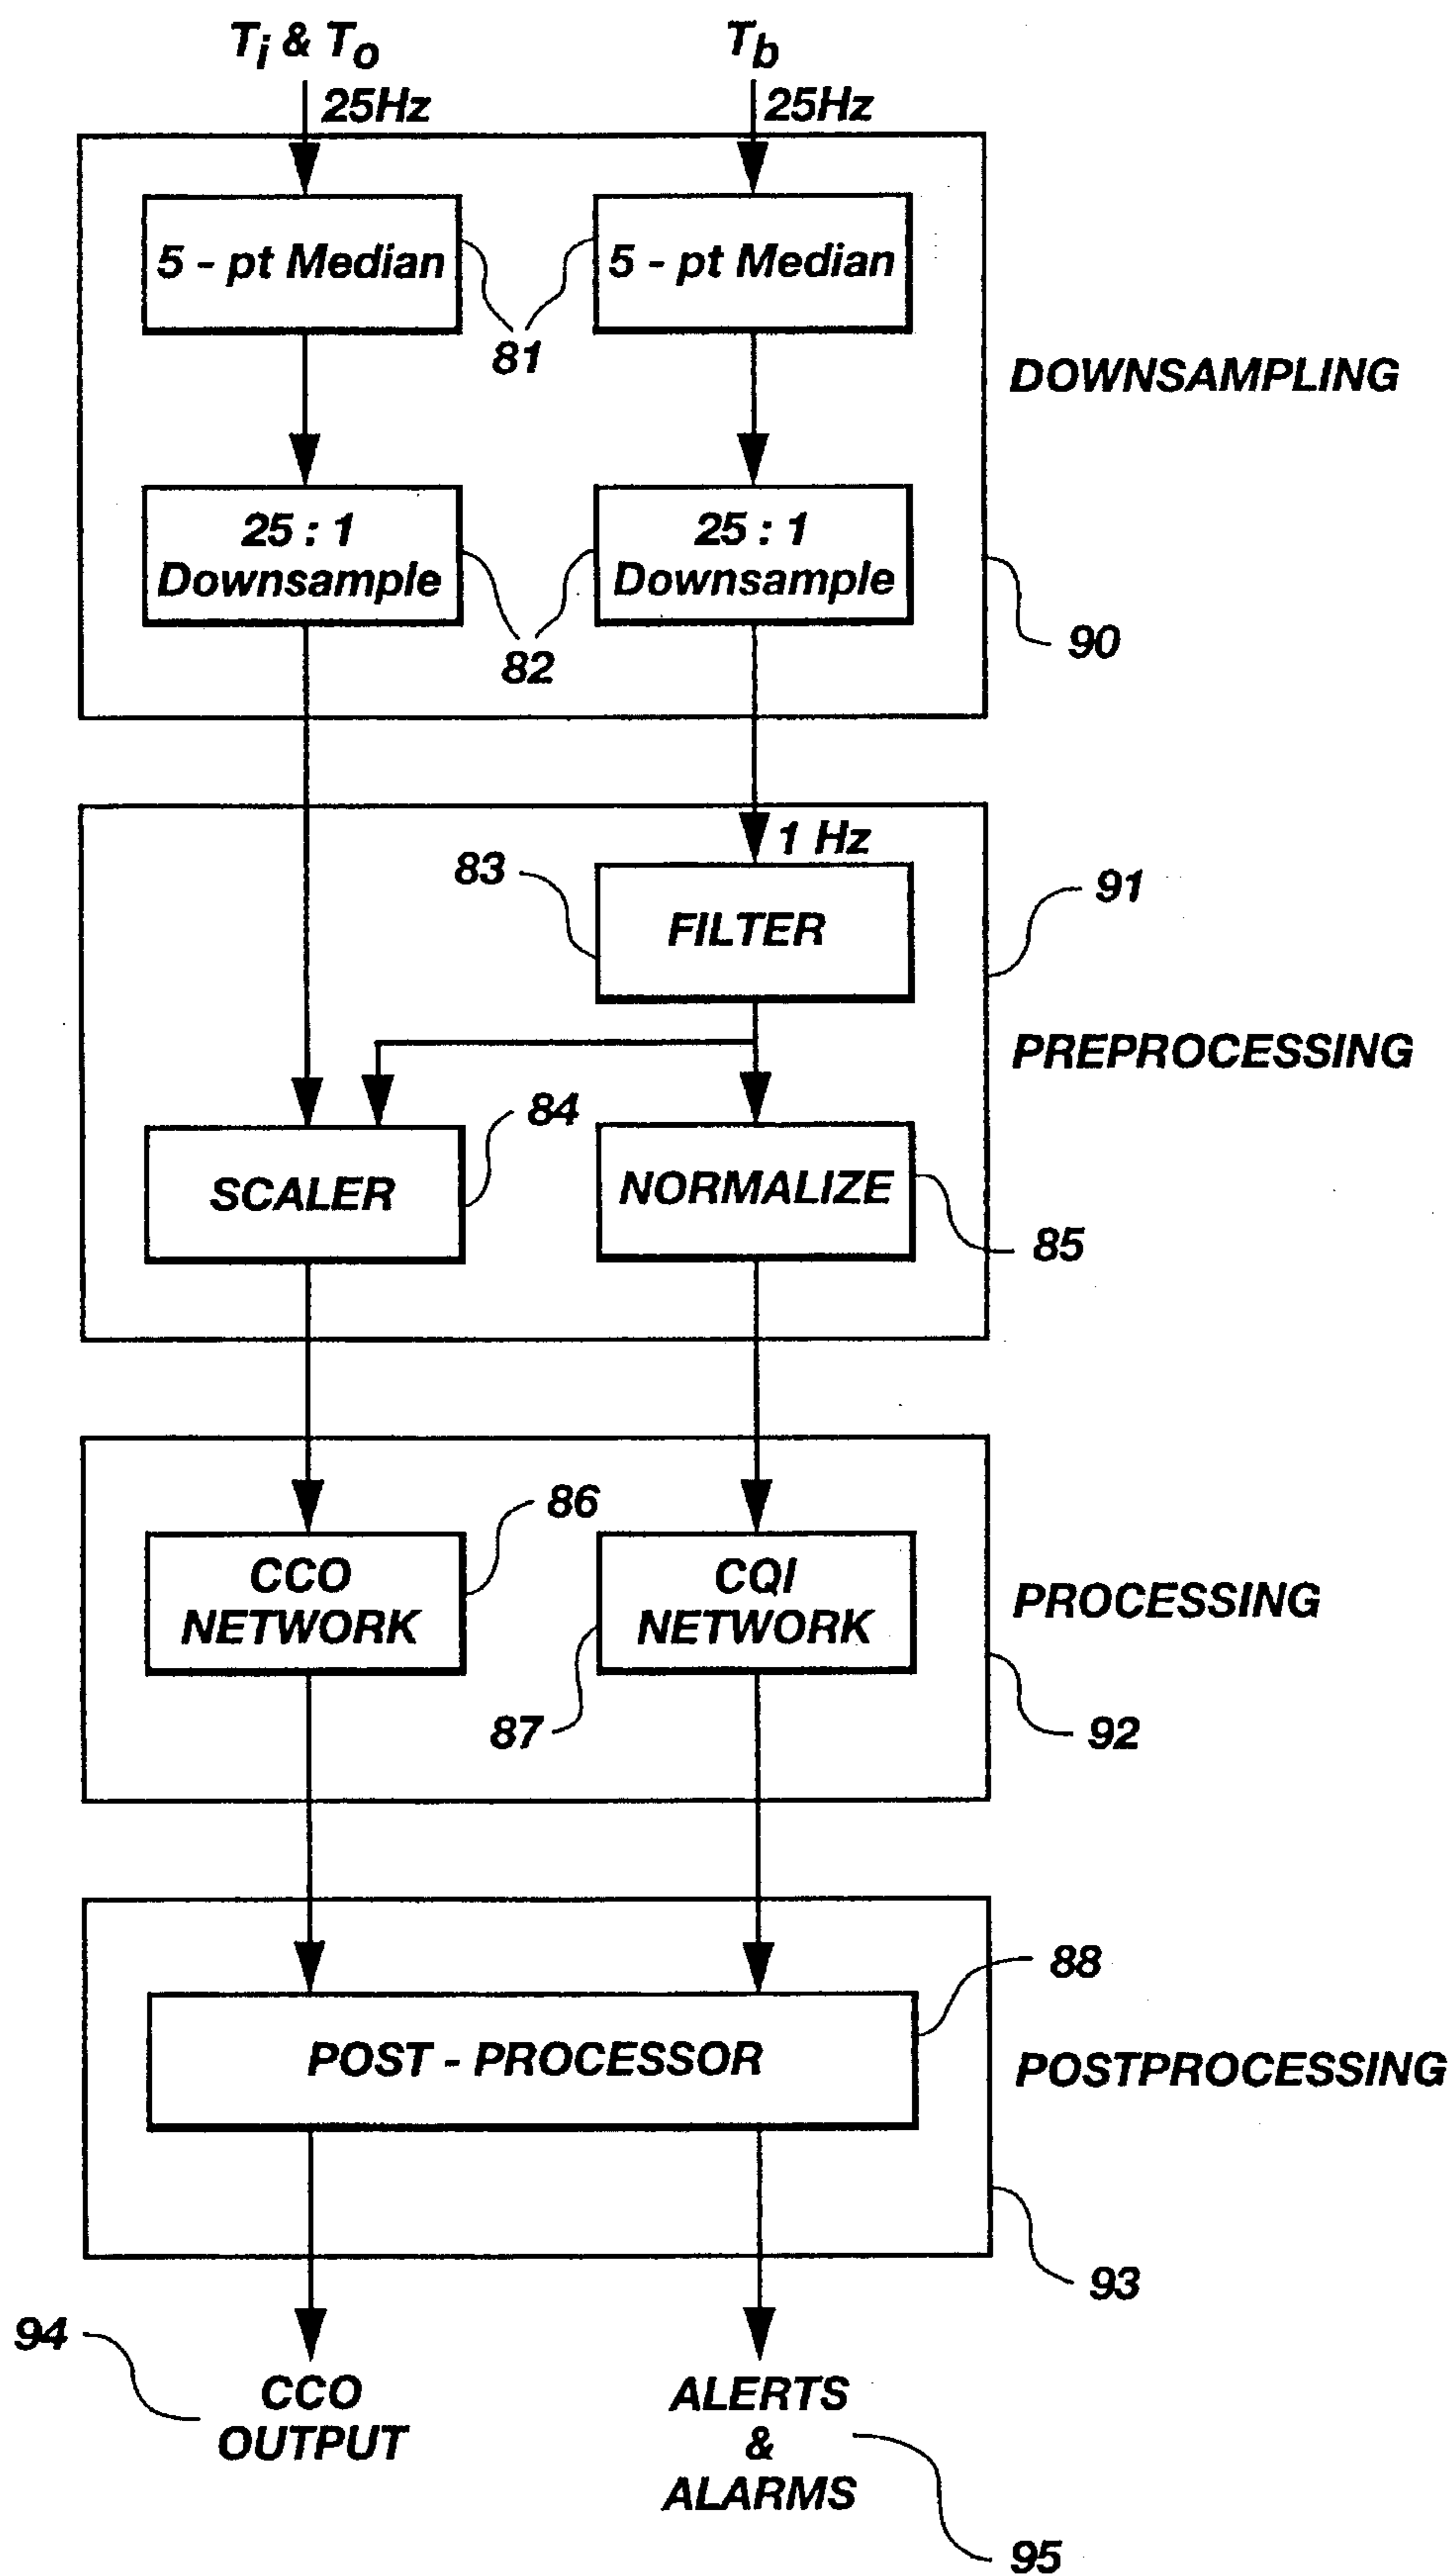 Ti & To
Tb
25Hz
25Hz
5 - pt Median
5 - pt Median
81
DOWNSAMPLING
25 : 1
Downsample
25 : 1
Downsample
82
90
1 Hz
83
FILTER
91
PREPROCESSING
84
SCALER
NORMALIZE
85
86
CCO
NETWORK
CQI
NETWORK
PROCESSING
87
92
88
POST - PROCESSOR
POSTPROCESSING
93
94
CCO
OUTPUT
ALERTS
&
ALARMS
95